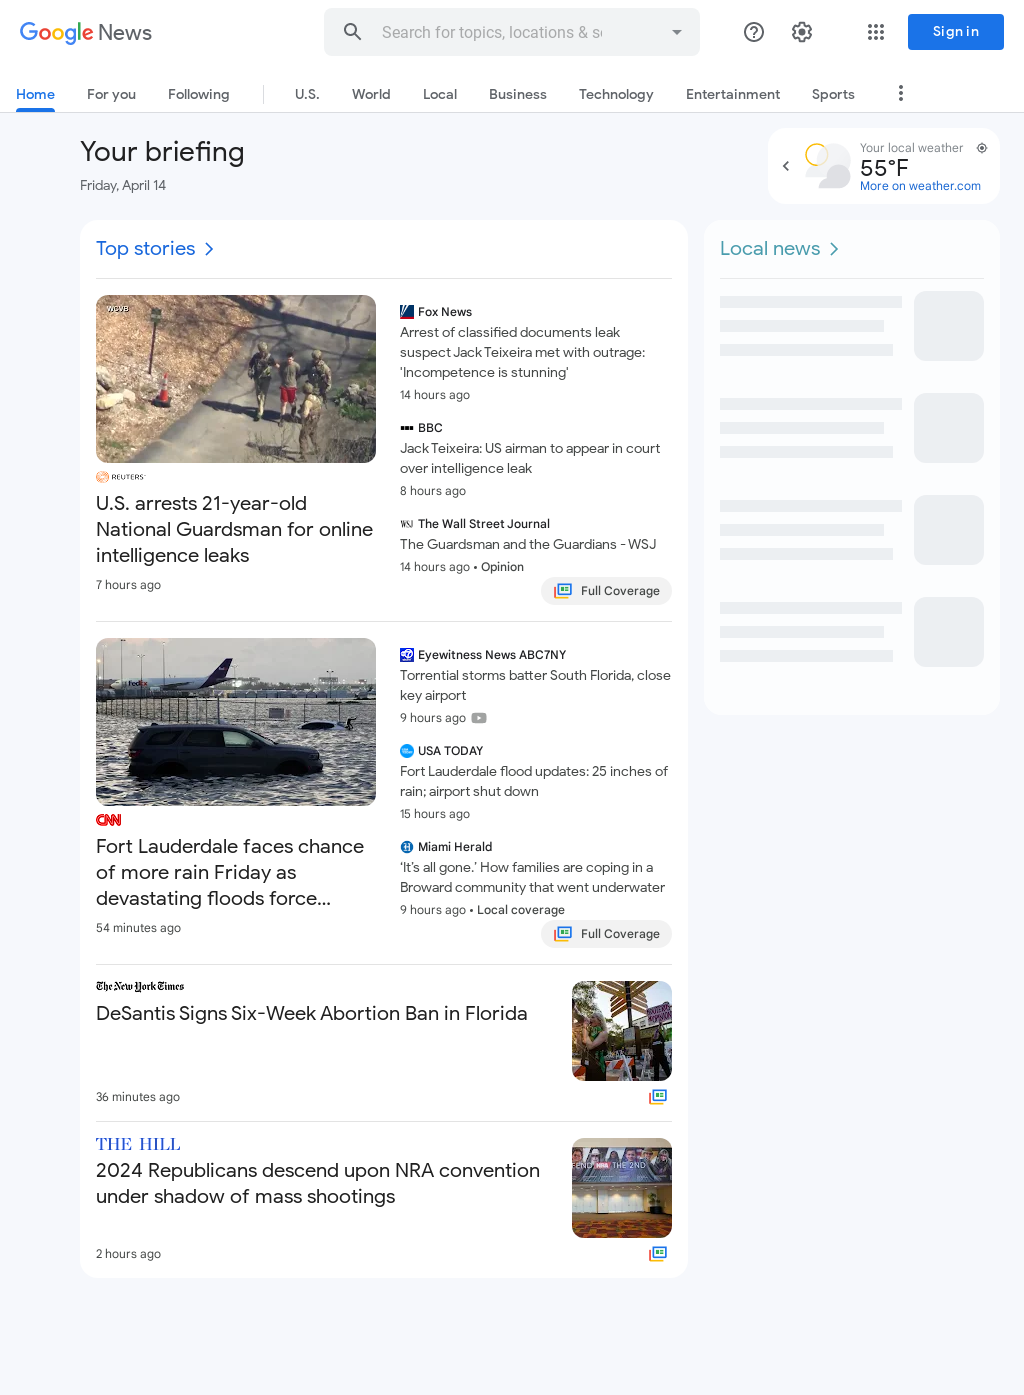 Google News
Search for topics, locations &
Sign in
Home
For you
Following
U.S.
World
Local
Business
Technology
Entertainment
Sports
Your briefing
Friday, April 14
Your local weather
55°F
More on weather.com
Top stories
WCVB
REUTERS
U.S. arrests 21-year-old
National Guardsman for online
intelligence leaks
7 hours ago
Fox News
Arrest of classified documents leak
suspect Jack Teixeira met with outrage:
'Incompetence is stunning'
14 hours ago
BBC
Jack Teixeira: US airman to appear in court
over intelligence leak
8 hours ago
WSJ The Wall Street Journal
The Guardsman and the Guardians - WSJ
14 hours ago • Opinion
Full Coverage
FedEx
CNN
Fort Lauderdale faces chance
of more rain Friday as
devastating floods force...
54 minutes ago
Eyewitness News ABC7NY
Torrential storms batter South Florida, close
key airport
9 hours ago
USA TODAY
Fort Lauderdale flood updates: 25 inches of
rain; airport shut down
15 hours ago
Miami Herald
‘It’s all gone.’ How families are coping in a
Broward community that went underwater
9 hours ago • Local coverage
Full Coverage
The New York Times
DeSantis Signs Six-Week Abortion Ban in Florida
36 minutes ago
THE HILL
2024 Republicans descend upon NRA convention
under shadow of mass shootings
NRA THE 2ND
2 hours ago
Local news